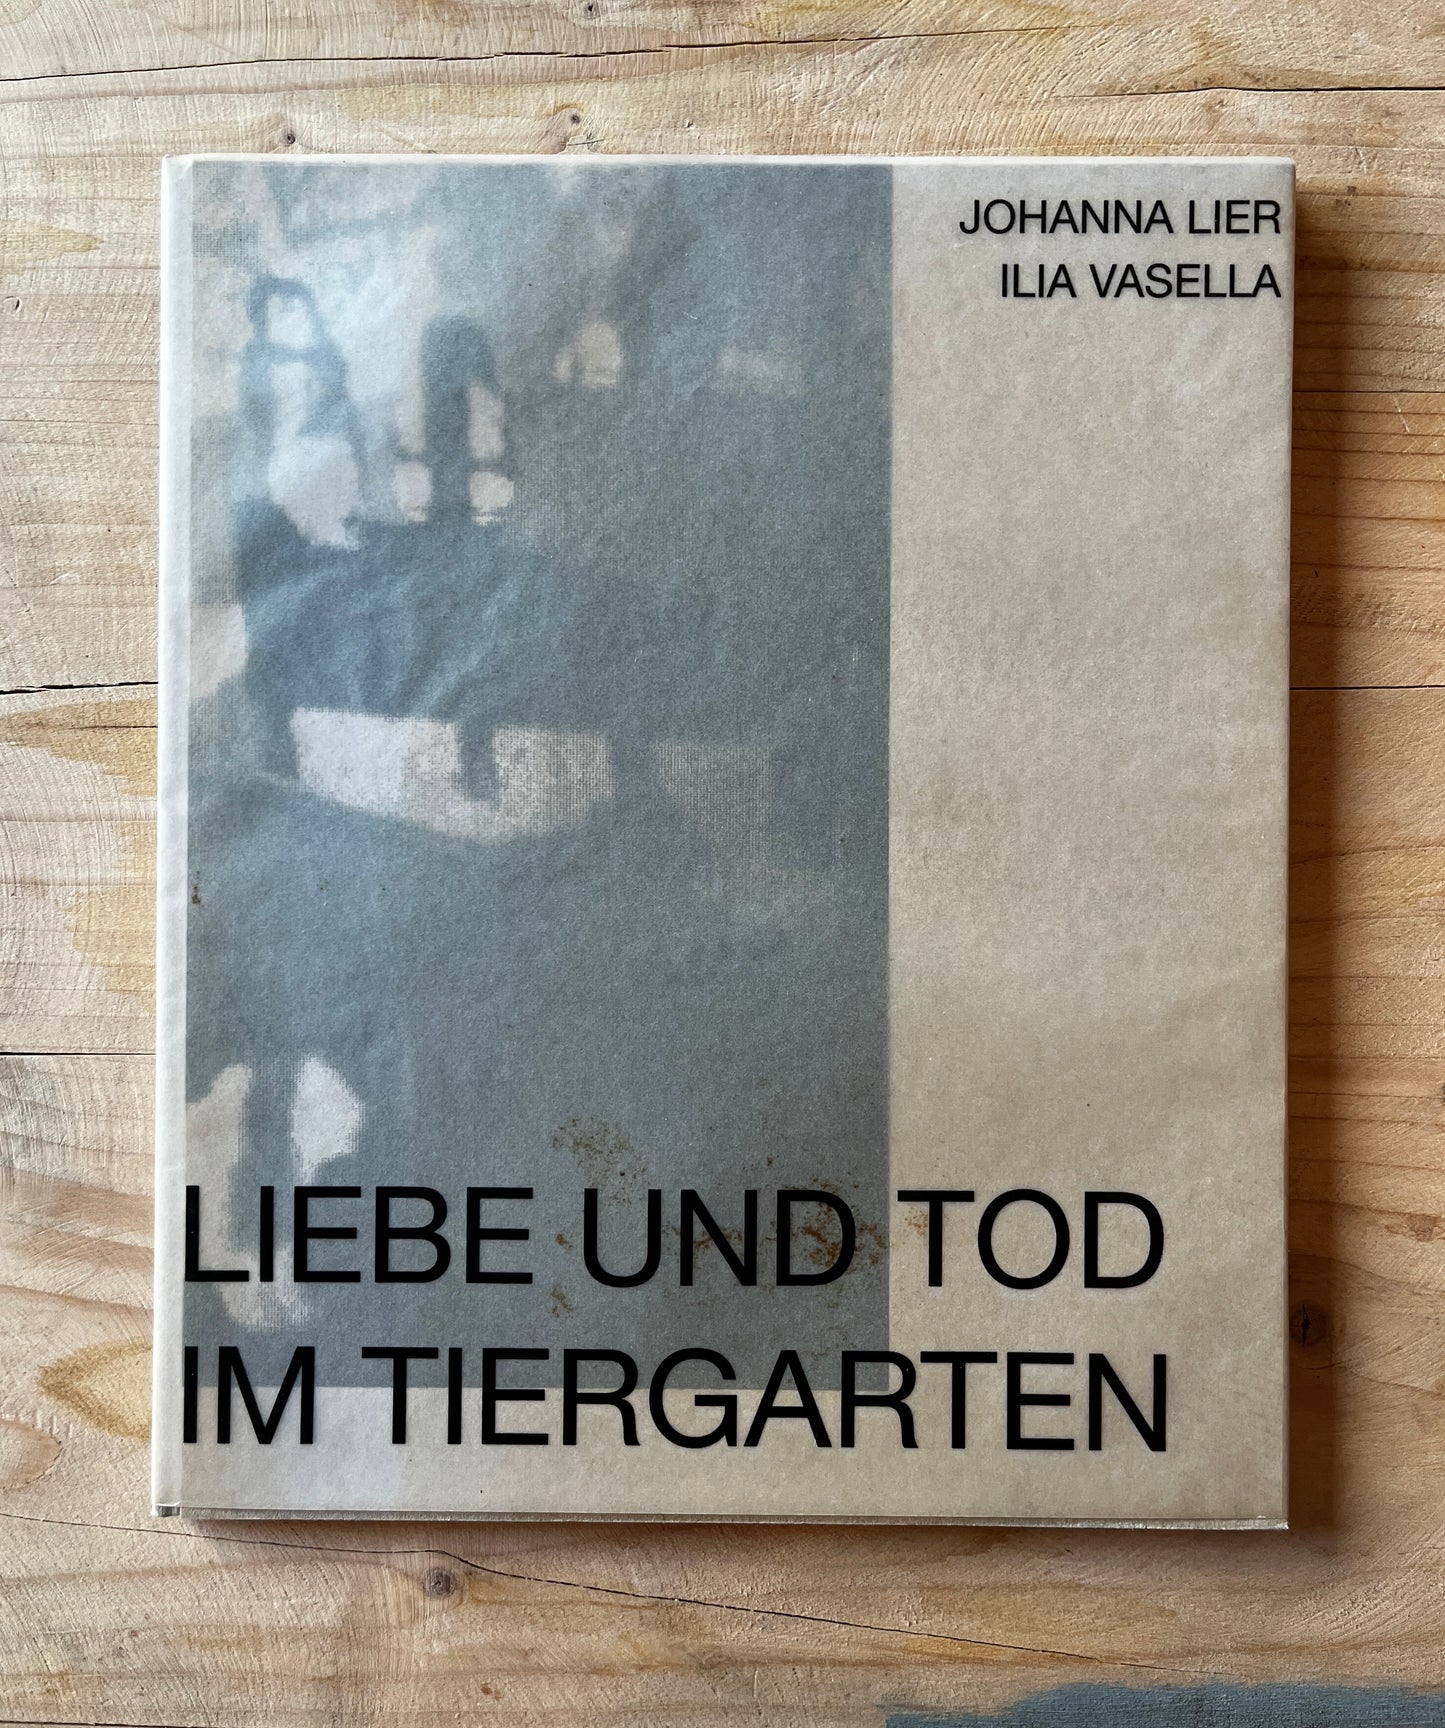 JOHANNA LIER
ILIA VASELLA
LIEBE UND TOD
IM TIERGARTEN